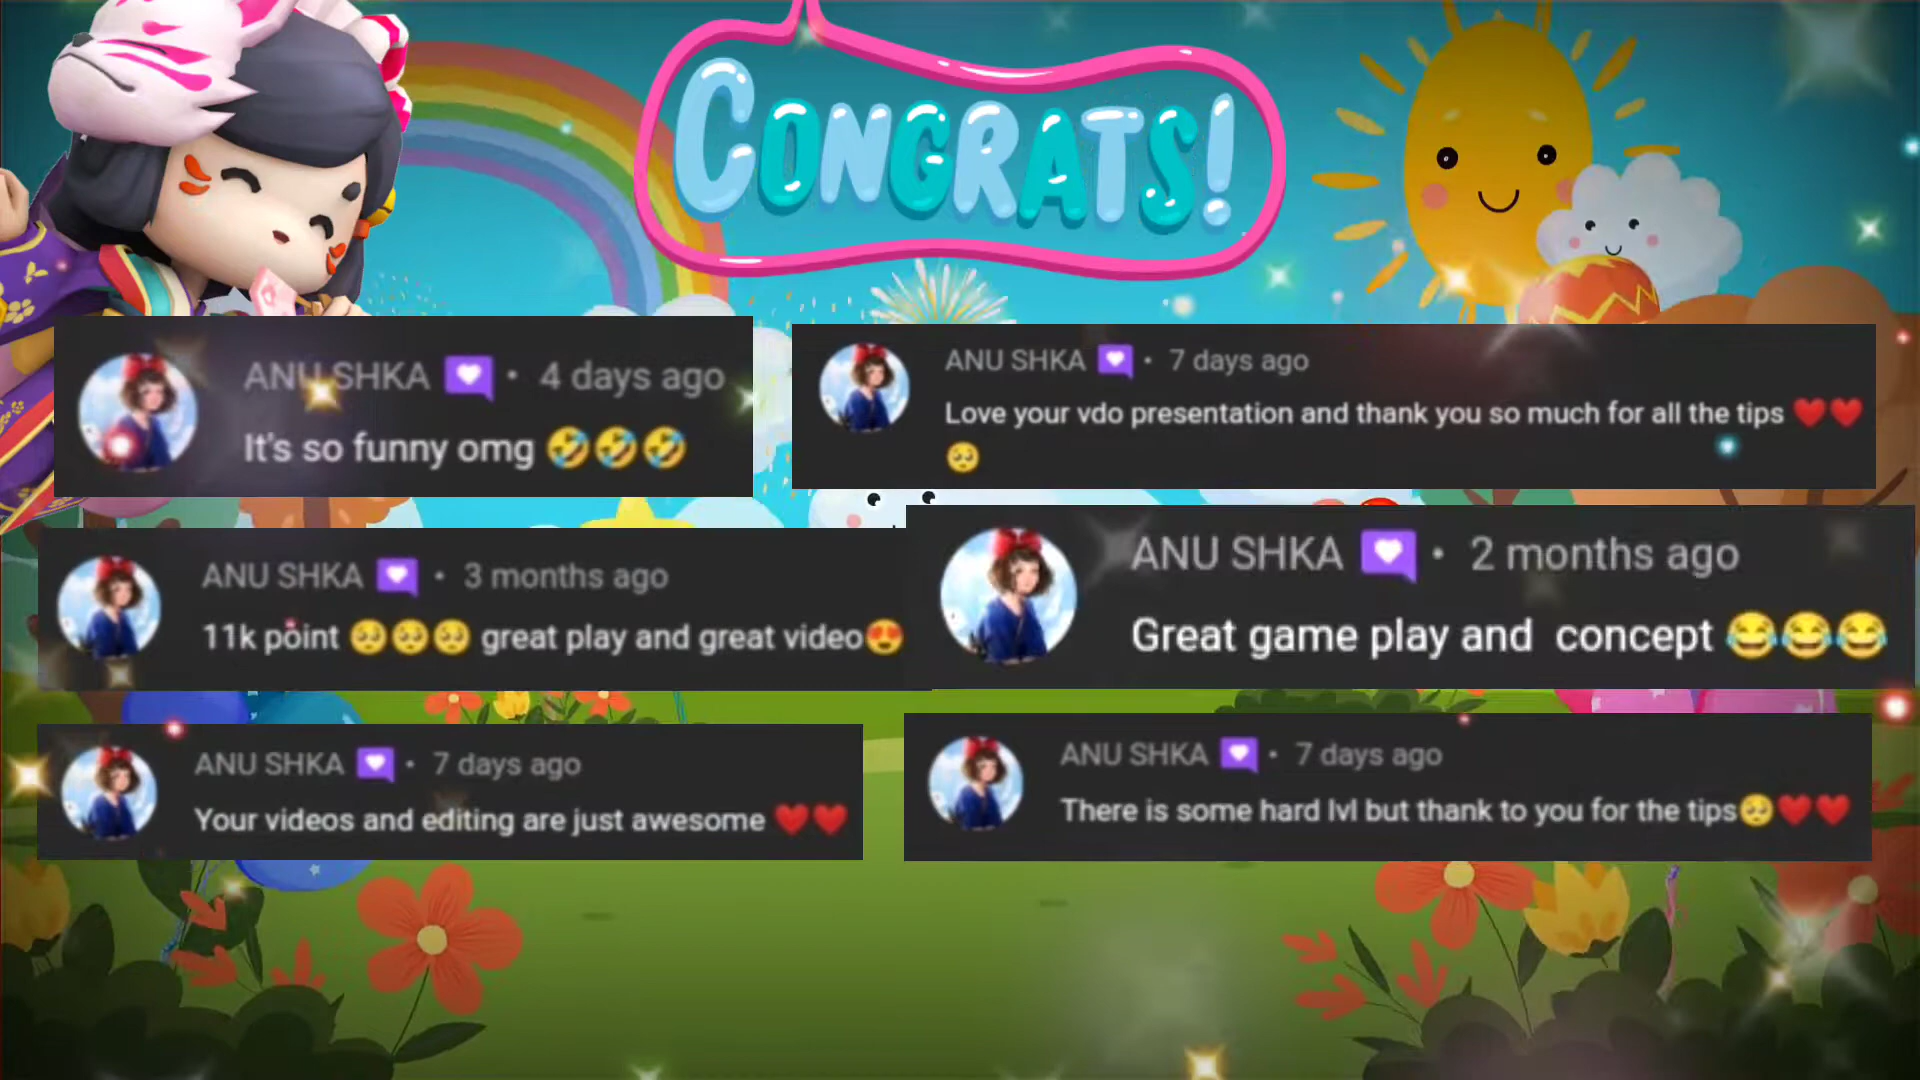 CONGRATS!
ANU SHKA • 4 days ago
It's so funny omg 🤣🤣🤣
ANU SHKA • 7 days ago
Love your vdo presentation and thank you so much for all the tips ❤️❤️
🥺
ANU SHKA • 3 months ago
11k point 🥺🥺🥺 great play and great video😍
ANU SHKA • 2 months ago
Great game play and concept 😂😂😂
ANU SHKA • 7 days ago
Your videos and editing are just awesome ❤️❤️
ANU SHKA • 7 days ago
There is some hard lvl but thank to you for the tips🥺❤️❤️